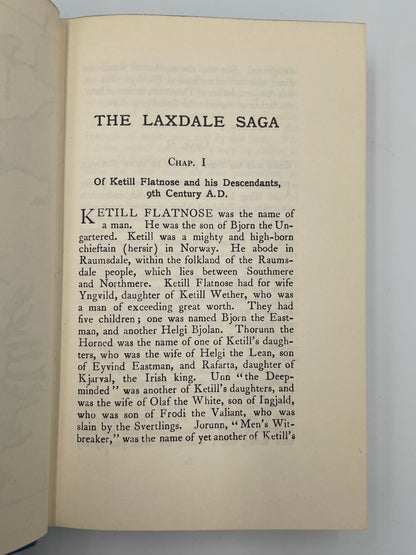 THE LAXDALE SAGA
CHAP. I
Of Ketill Flatnose and his Descendants,
9th Century A.D.
KETILL FLATNOSE was the name of
a man. He was the son of Bjorn the Un-
gartered. Ketill was a mighty and high-born
chieftain (hersir) in Norway. He abode in
Raumsdale, within the folkland of the Raums-
dale people, which lies between Southmere
and Northmere. Ketill Flatnose had for wife
Yngvild, daughter of Ketill Wether, who was
a man of exceeding great worth. They had
five children; one was named Bjorn the East-
man, and another Helgi Bjolan. Thorunn the
Horned was the name of one of Ketill's daugh-
ters, who was the wife of Helgi the Lean, son
of Eyvind Eastman, and Rafarta, daughter of
Kjarval, the Irish king. Unn "the Deep-
minded" was another of Ketill's daughters, and
was the wife of Olaf the White, son of Ingjald,
who was son of Frodi the Valiant, who was
slain by the Svertlings. Jorunn, "Men's Wit-
breaker," was the name of yet another of Ketill's